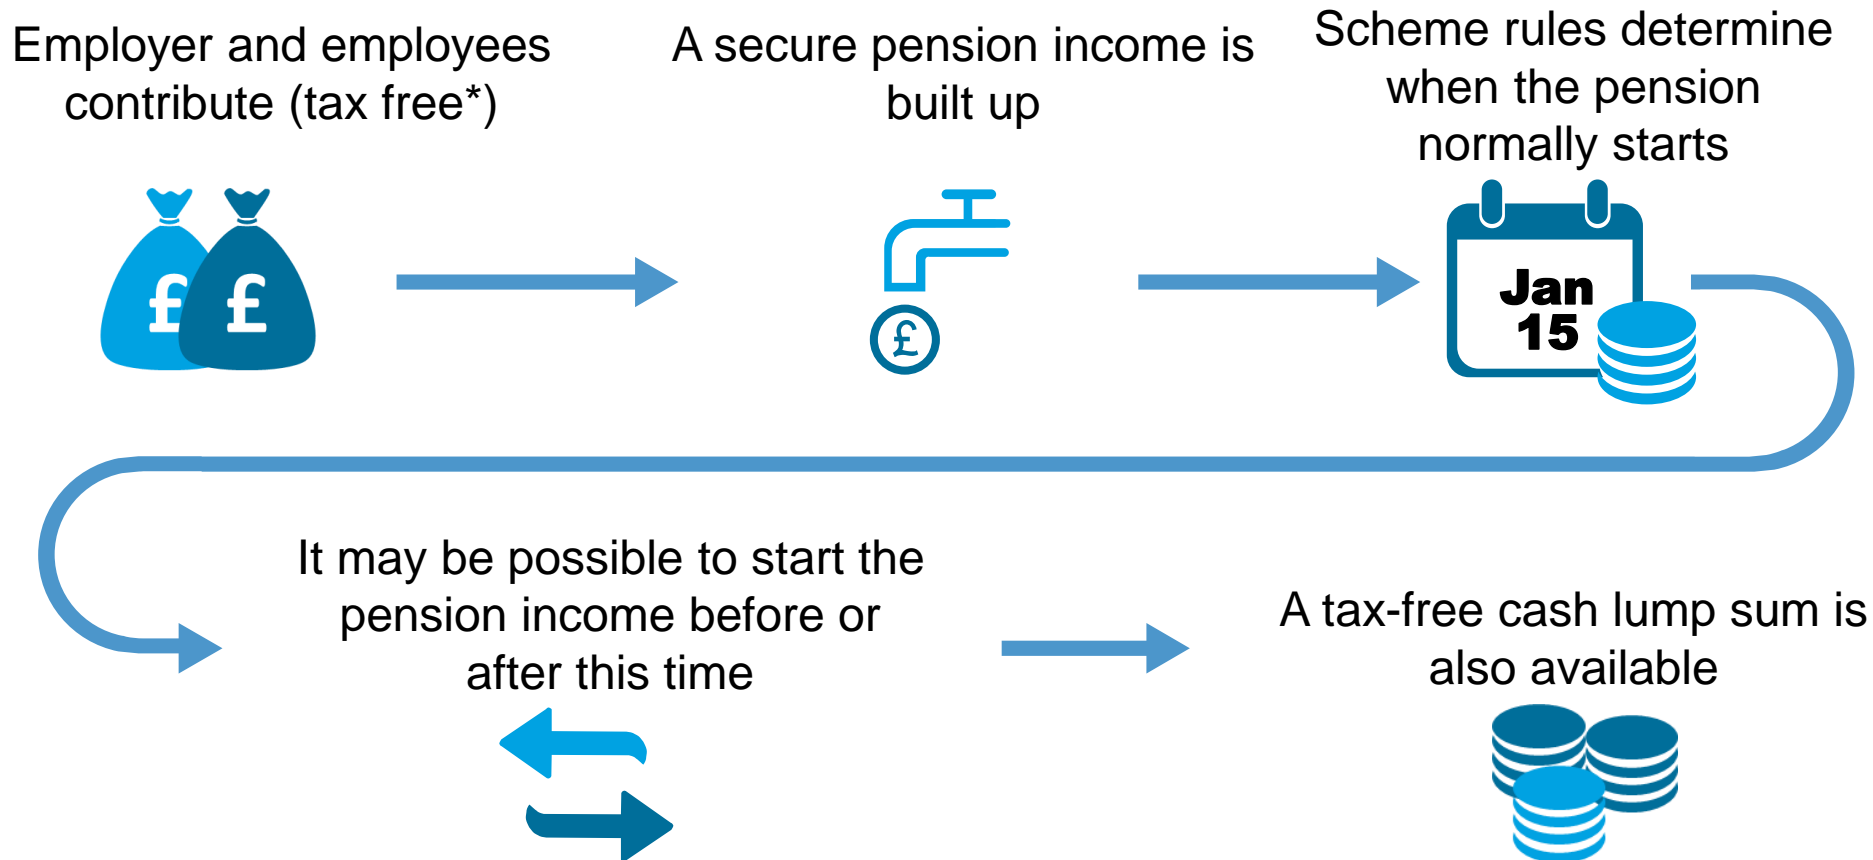 Employer and employees
contribute (tax free*)
A secure pension income is
built up
Scheme rules determine
when the pension
normally starts
£ £
£
Jan
15
It may be possible to start the
pension income before or
after this time
A tax-free cash lump sum is
also available